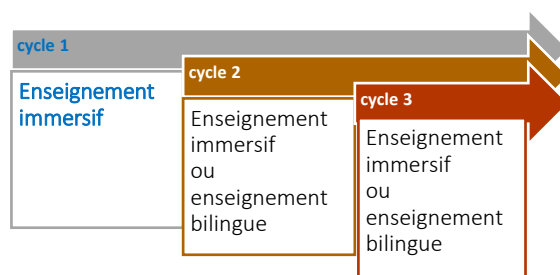 cycle 1
Enseignement
immersif
cycle 2
Enseignement
immersif
ou
enseignement
bilingue
cycle 3
Enseignement
immersif
ou
enseignement
bilingue